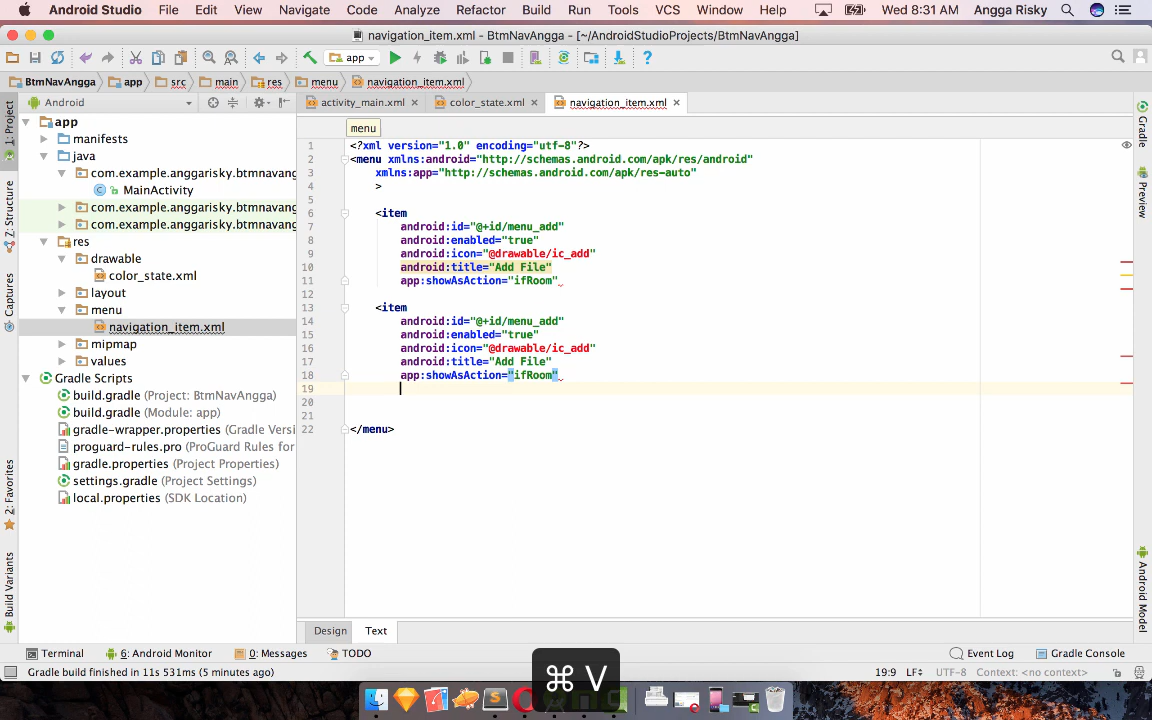 Android Studio File Edit View Navigate Code Analyze Refactor Build Run Tools VCS Window Help Wed 8:31 AM Angga Risky
navigation_item.xml - BtmNavAngga - [~/AndroidStudioProjects/BtmNavAngga]
app
BtmNavAngga app src main res menu navigation_item.xml
Android activity_main.xml color_state.xml navigation_item.xml
menu
1: Project
Z: Structure
Captures
2: Favorites
Build Variants
app
manifests
java
com.example.anggarisky.btmnavang
MainActivity
com.example.anggarisky.btmnavang
com.example.anggarisky.btmnavang
res
drawable
color_state.xml
layout
menu
navigation_item.xml
mipmap
values
Gradle Scripts
build.gradle (Project: BtmNavAngga)
build.gradle (Module: app)
gradle-wrapper.properties (Gradle Versi
proguard-rules.pro (ProGuard Rules for
gradle.properties (Project Properties)
settings.gradle (Project Settings)
local.properties (SDK Location)
1 <?xml version="1.0" encoding="utf-8"?>
2 <menu xmlns:android="http://schemas.android.com/apk/res/android"
3 xmlns:app="http://schemas.android.com/apk/res-auto"
4 >
5
6 <item
7 android:id="@+id/menu_add"
8 android:enabled="true"
9 android:icon="@drawable/ic_add"
10 android:title="Add File"
11 app:showAsAction="ifRoom"
12
13 <item
14 android:id="@+id/menu_add"
15 android:enabled="true"
16 android:icon="@drawable/ic_add"
17 android:title="Add File"
18 app:showAsAction="ifRoom"
19
20
21
22 </menu>
Gradle
Preview
Android Model
Design Text
Terminal 6: Android Monitor 0: Messages TODO Event Log Gradle Console
Gradle build finished in 11s 531ms (5 minutes ago) 19:9 LF UTF-8 Context: <no context>
⌘ V